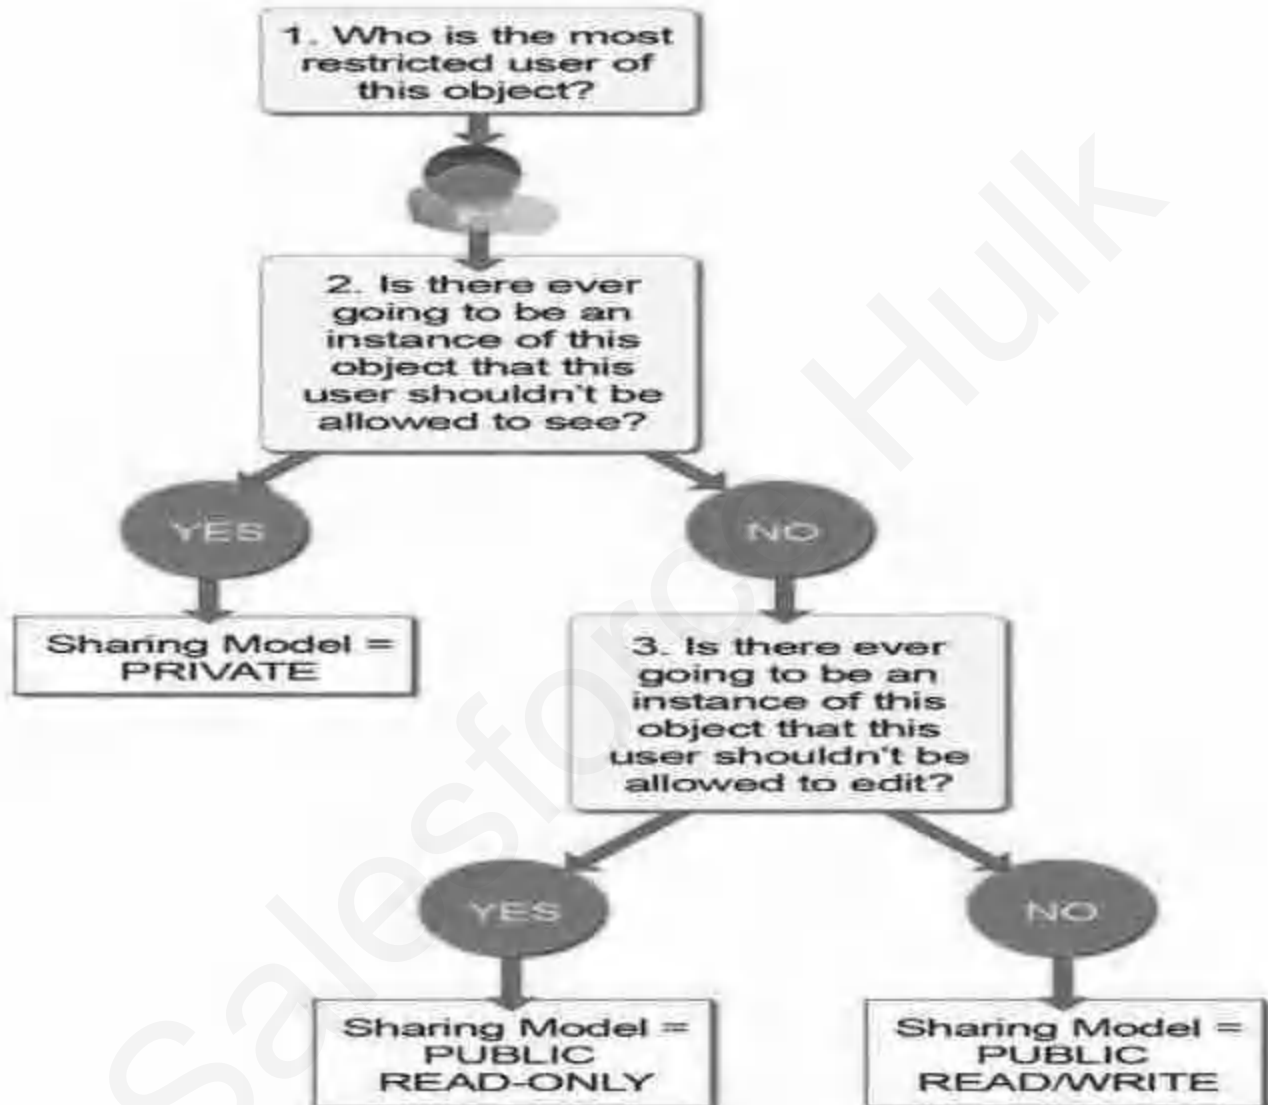 1. Who is the most
restricted user of
this object?
2. Is there ever
going to be an
instance of this
object that this
user shouldn't be
allowed to see?
YES
NO
Sharing Model =
PRIVATE
3. Is there ever
going to be an
instance of this
object that this
user shouldn't be
allowed to edit?
YES
NO
Sharing Model =
PUBLIC
READ-ONLY
Sharing Model =
PUBLIC
READ/WRITE
Salesforce Hulk